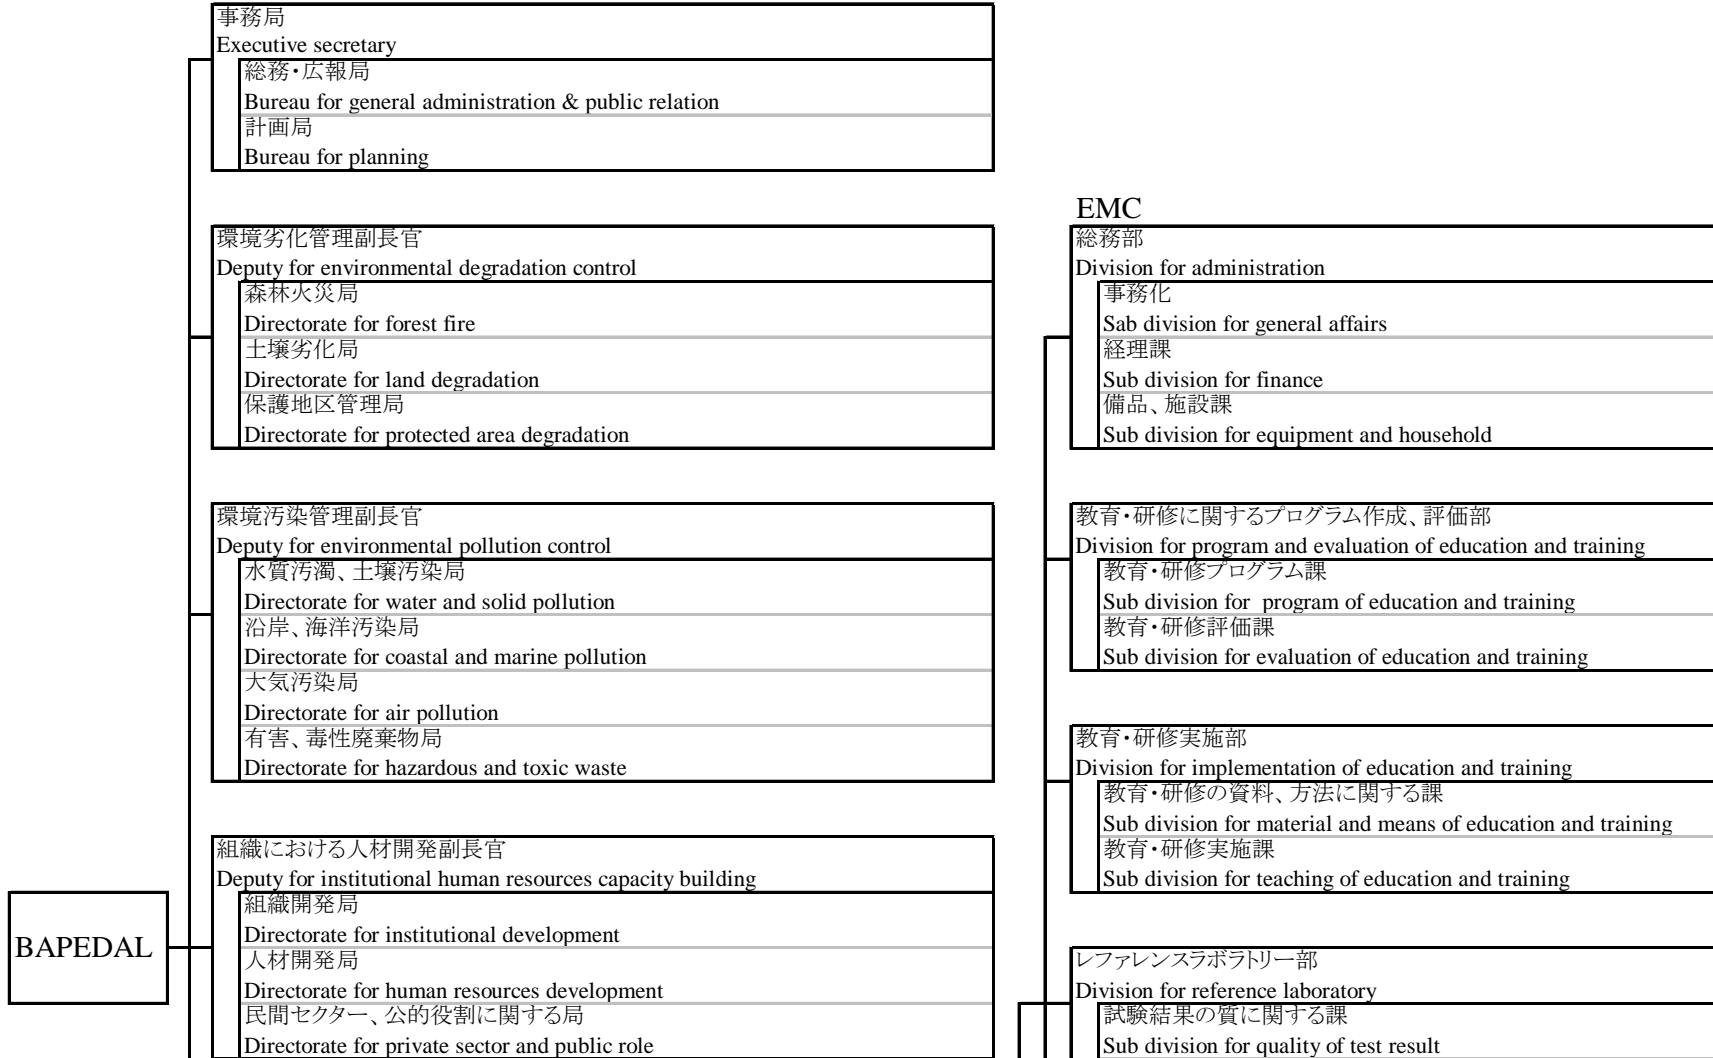 事務局
Executive secretary
総務・広報局
Bureau for general administration & public relation
計画局
Bureau for planning
環境劣化管理副長官
Deputy for environmental degradation control
森林火災局
Directorate for forest fire
土壌劣化局
Directorate for land degradation
保護地区管理局
Directorate for protected area degradation
環境汚染管理副長官
Deputy for environmental pollution control
水質汚濁、土壌汚染局
Directorate for water and solid pollution
沿岸、海洋汚染局
Directorate for coastal and marine pollution
大気汚染局
Directorate for air pollution
有害、毒性廃棄物局
Directorate for hazardous and toxic waste
組織における人材開発副長官
Deputy for institutional human resources capacity building
組織開発局
Directorate for institutional development
人材開発局
Directorate for human resources development
民間セクター、公的役割に関する局
Directorate for private sector and public role
BAPEDAL
EMC
総務部
Division for administration
事務化
Sab division for general affairs
経理課
Sub division for finance
備品、施設課
Sub division for equipment and household
教育・研修に関するプログラム作成、評価部
Division for program and evaluation of education and training
教育・研修プログラム課
Sub division for  program of education and training
教育・研修評価課
Sub division for evaluation of education and training
教育・研修実施部
Division for implementation of education and training
教育・研修の資料、方法に関する課
Sub division for material and means of education and training
教育・研修実施課
Sub division for teaching of education and training
レファレンスラボラトリー部
Division for reference laboratory
試験結果の質に関する課
Sub division for quality of test result